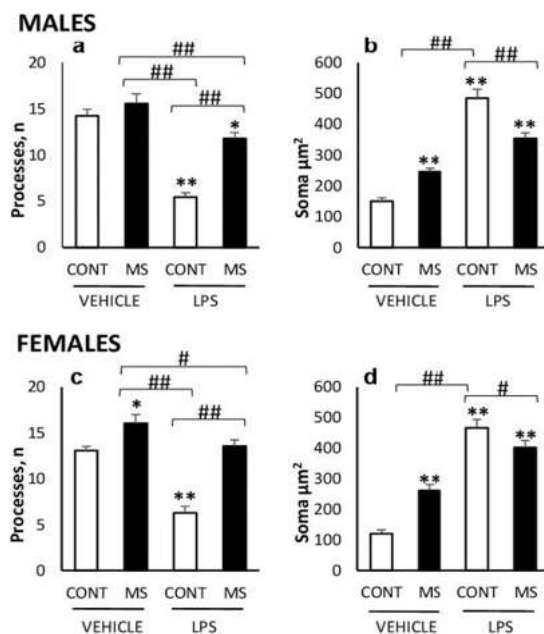 MALES
a
##
##
##
20
15
10
5
0
Processes, n
**
*
CONT MS CONT MS
VEHICLE LPS
b
##
##
600
500
400
300
200
100
0
Soma µm²
**
**
**
CONT MS CONT MS
VEHICLE LPS
FEMALES
c
#
##
##
20
15
10
5
0
Processes, n
*
**
CONT MS CONT MS
VEHICLE LPS
d
##
#
600
500
400
300
200
100
0
Soma µm²
**
**
**
CONT MS CONT MS
VEHICLE LPS